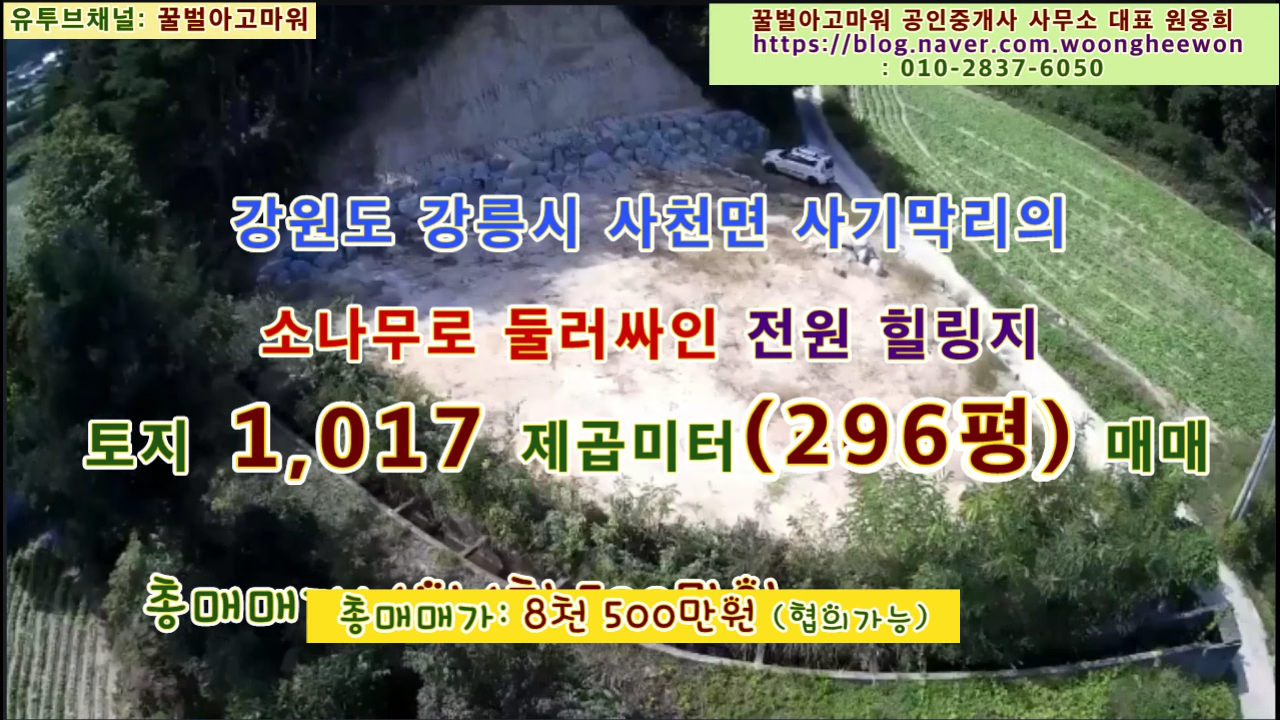 유투브채널: 꿀벌아고마워
꿀벌아고마워 공인중개사 사무소 대표 원웅희
https://blog.naver.com.woongheewon
: 010-2837-6050
강원도 강릉시 사천면 사기막리의
소나무로 둘러싸인 전원 힐링지
토지 1,017 제곱미터(296평) 매매
총매매
총매매가: 8천 500만원 (협희가능)